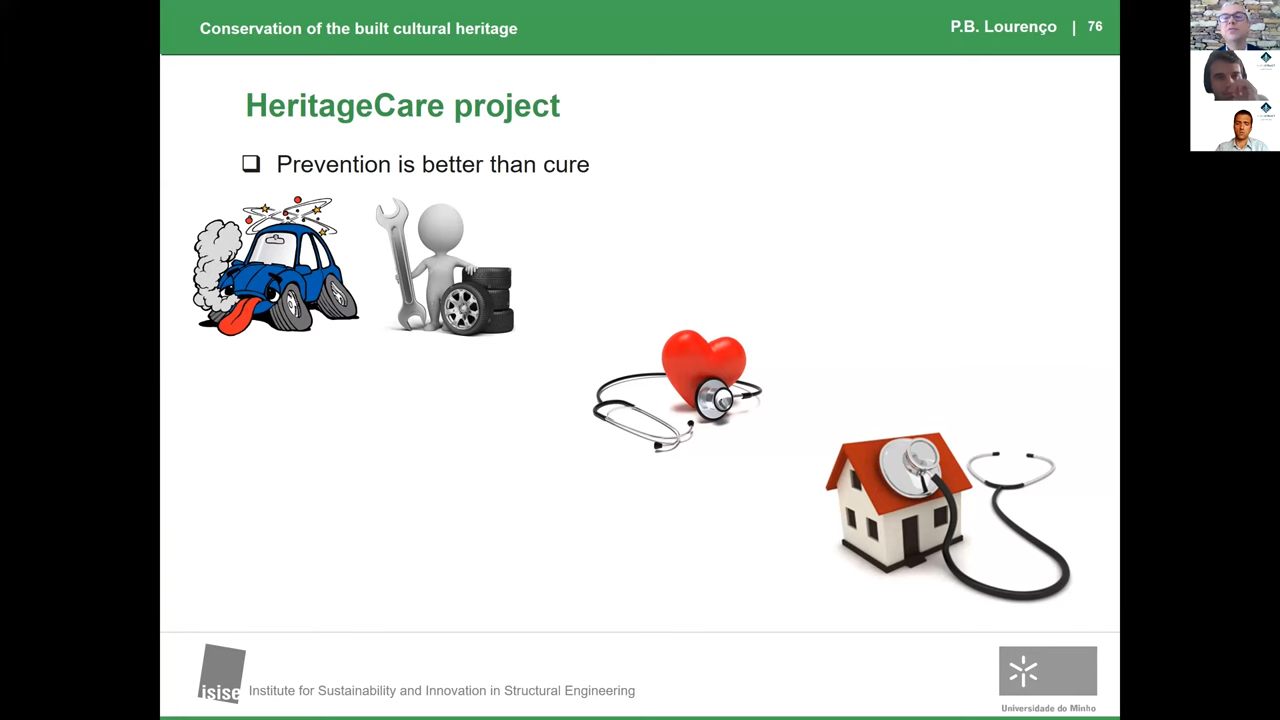 Conservation of the built cultural heritage
P.B. Lourenço | 76
HeritageCare project
Prevention is better than cure
isise
Institute for Sustainability and Innovation in Structural Engineering
Universidade do Minho